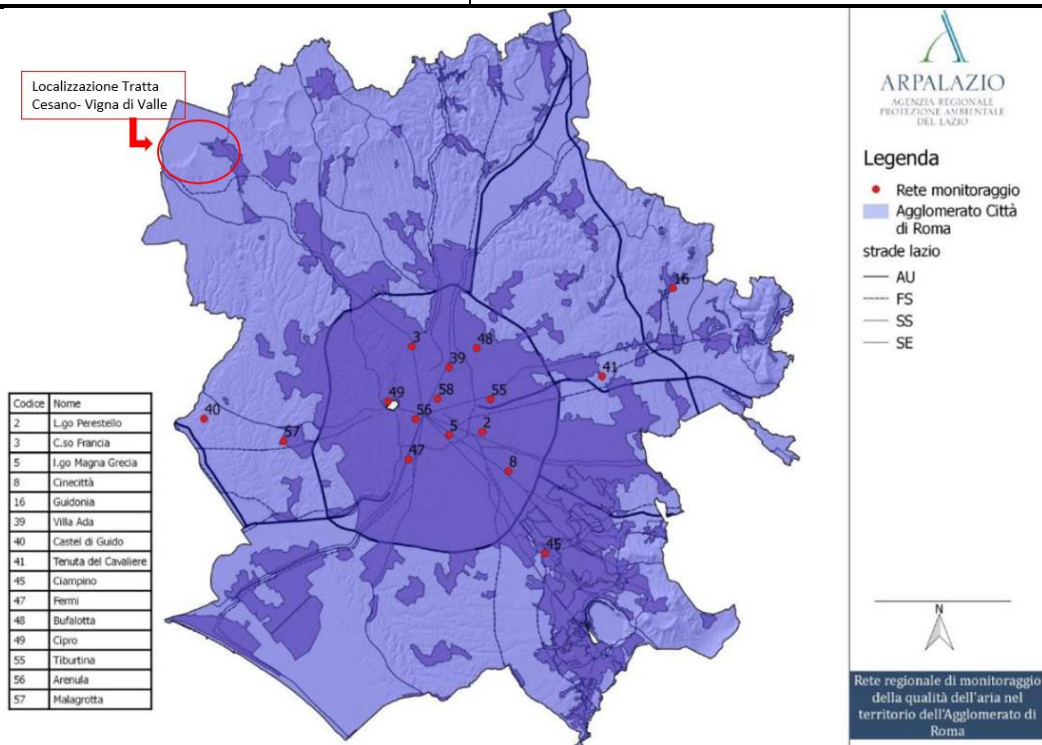 Localizzazione Tratta
Cesano- Vigna di Valle
ARPALAZIO
AGENZIA REGIONALE
PROTEZIONE AMBIENTALE
DEL LAZIO
Legenda
Rete monitoraggio
Agglomerato Città
di Roma
strade lazio
AU
FS
SS
SE
16
3
48
39
41
49
58
55
40
56
57
5
2
47
8
45
Codice Nome
2 L.go Perestello
3 C.so Francia
5 l.go Magna Grecia
8 Cinecittà
16 Guidonia
39 Villa Ada
40 Castel di Guido
41 Tenuta del Cavaliere
45 Ciampino
47 Fermi
48 Bufalotta
49 Cipro
55 Tiburtina
56 Arenula
57 Malagrotta
N
Rete regionale di monitoraggio
della qualità dell'aria nel
territorio dell'Agglomerato di
Roma